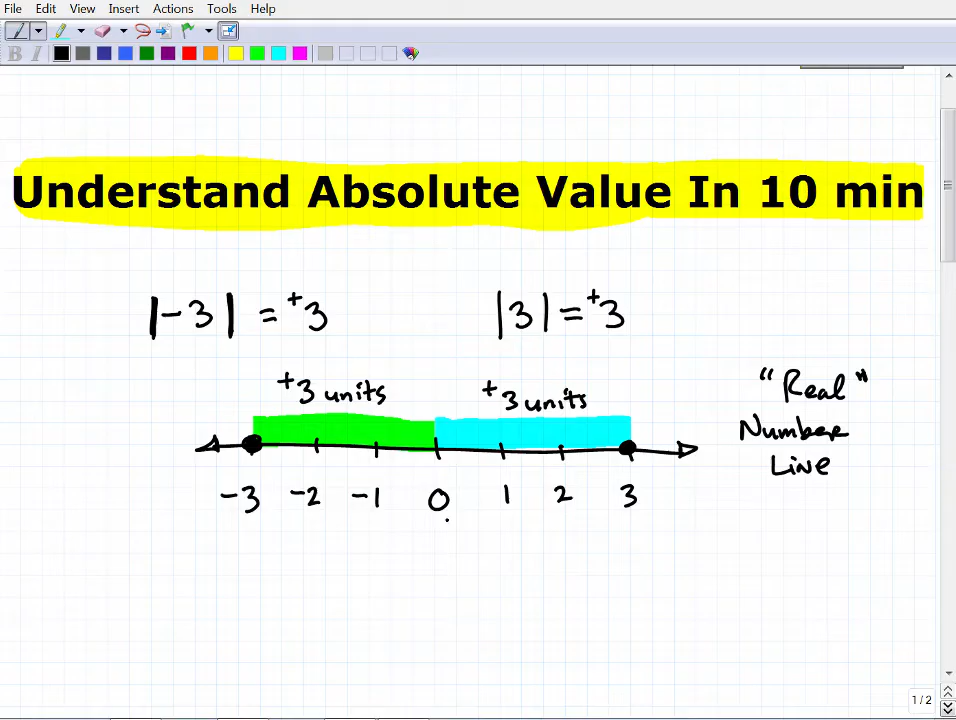 File Edit View Insert Actions Tools Help
B I
Understand Absolute Value In 10 min
|-3| = +3 |3| = +3
+3 units +3 units
"Real"
Number
Line
-3 -2 -1 0 1 2 3
1 / 2